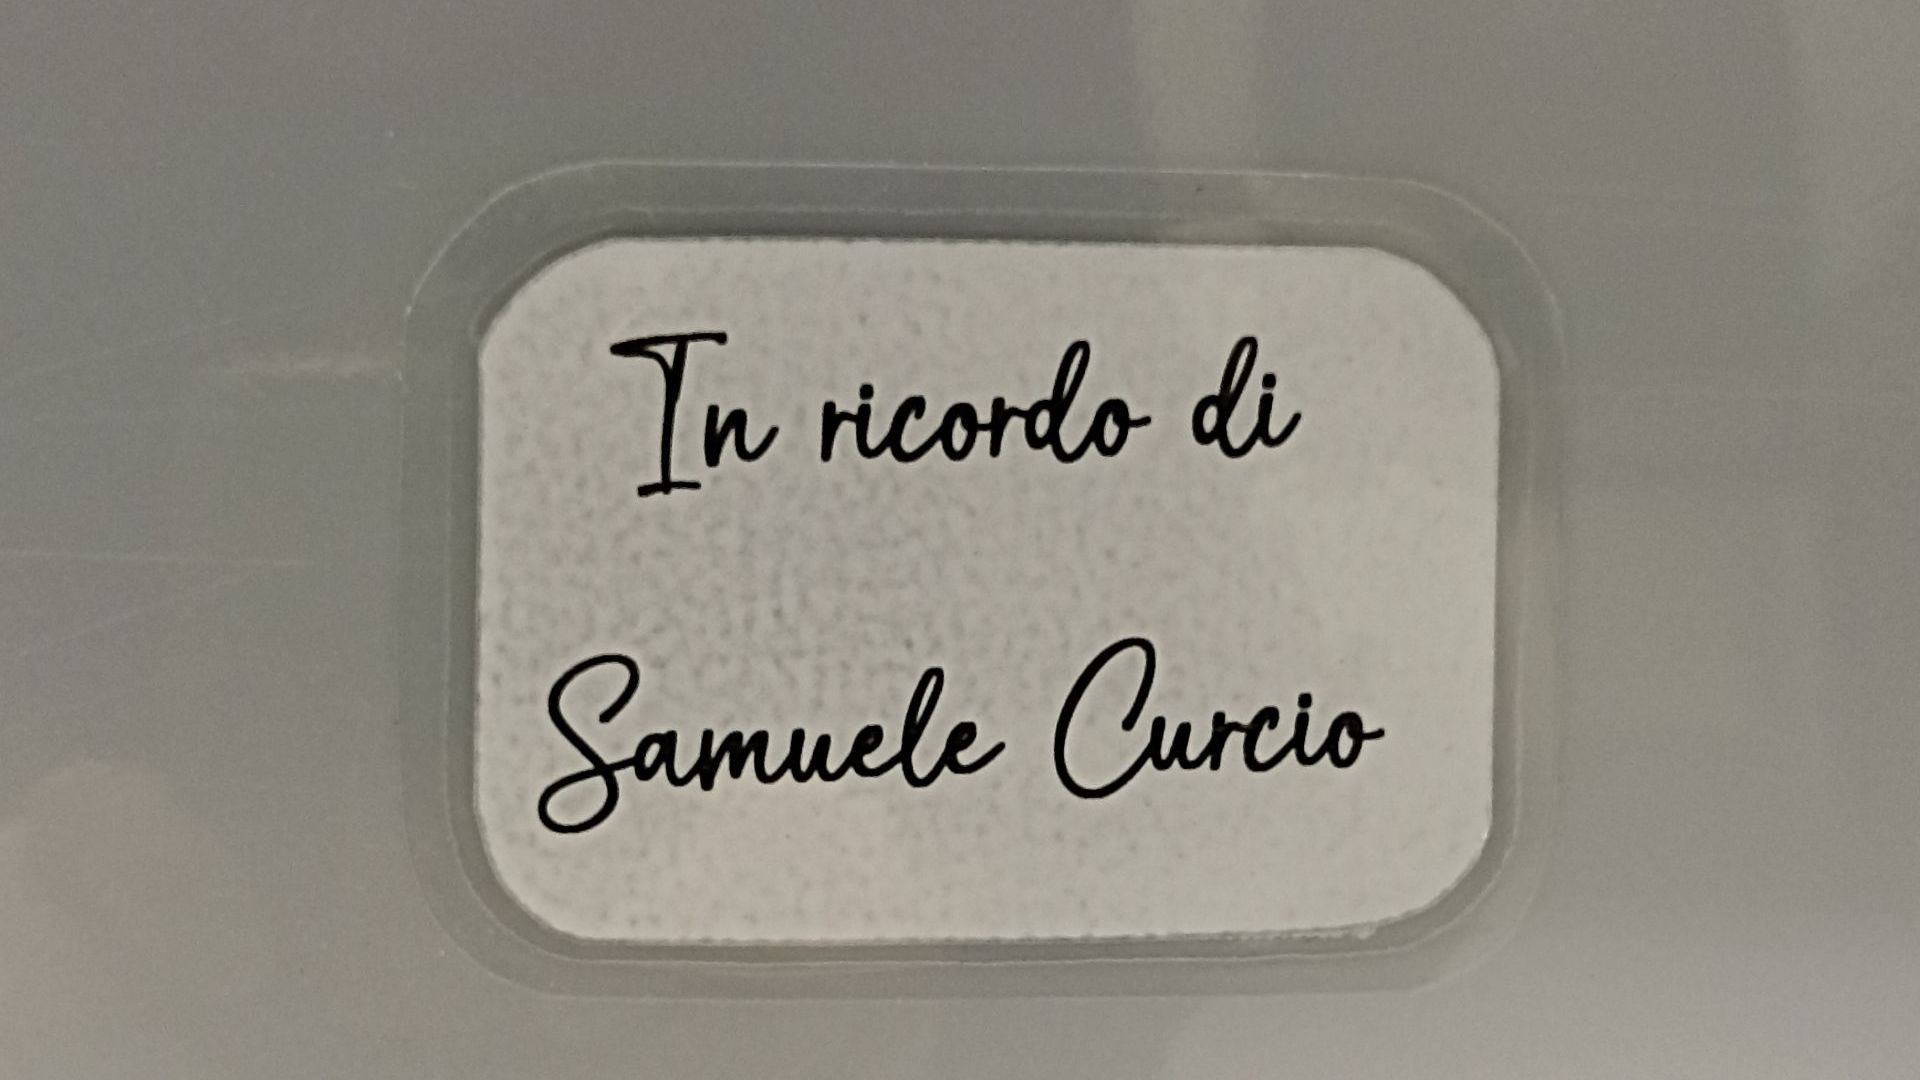 In ricordo di
Samuele Curcio